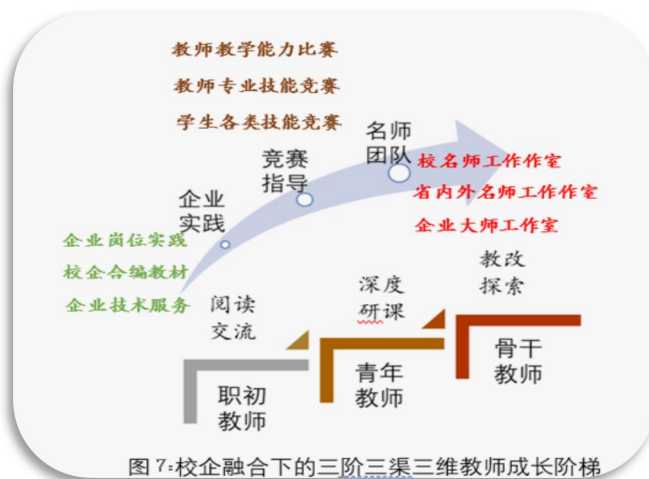 教师教学能力比赛
教师专业技能竞赛
学生各类技能竞赛
名师
团队
竞赛
指导
企业
实践
校名师工作作室
省内外名师工作作室
企业大师工作室
企业岗位实践
校企合编教材
企业技术服务
教改
探索
深度
研课
阅读
交流
骨干
教师
青年
教师
职初
教师
图7:校企融合下的三阶三渠三维教师成长阶梯